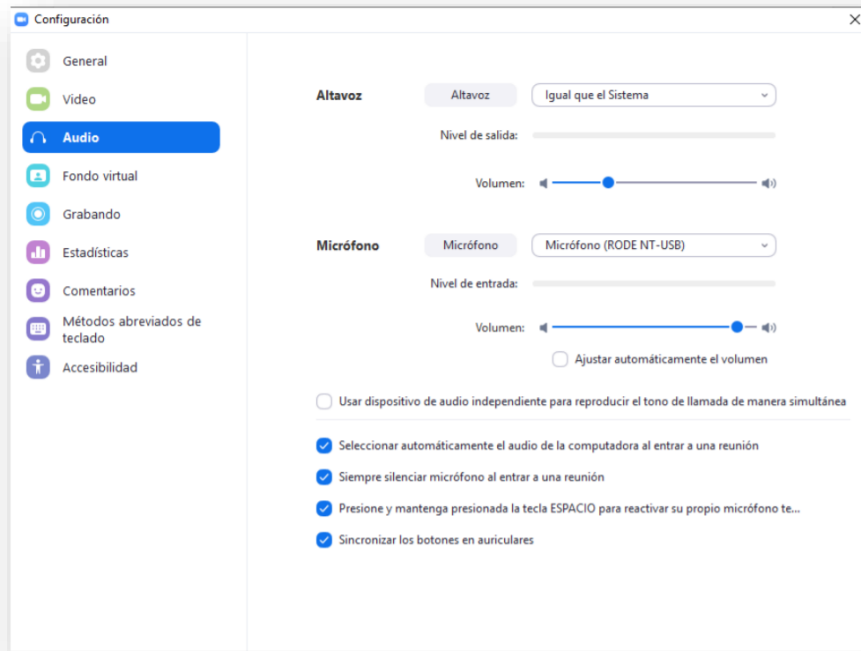 Configuración
General
Video
Audio
Fondo virtual
Grabando
Estadísticas
Comentarios
Métodos abreviados de
teclado
Accesibilidad
Altavoz Altavoz Igual que el Sistema
Nivel de salida:
Volumen:
Micrófono Micrófono Micrófono (RODE NT-USB)
Nivel de entrada:
Volumen:
Ajustar automáticamente el volumen
Usar dispositivo de audio independiente para reproducir el tono de llamada de manera simultánea
Seleccionar automáticamente el audio de la computadora al entrar a una reunión
Siempre silenciar micrófono al entrar a una reunión
Presione y mantenga presionada la tecla ESPACIO para reactivar su propio micrófono te...
Sincronizar los botones en auriculares